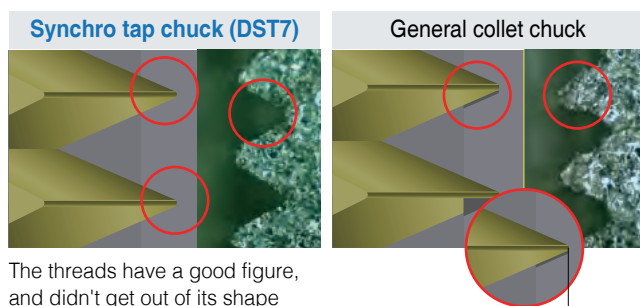 Synchro tap chuck (DST7)
General collet chuck
The threads have a good figure,
and didn't get out of its shape